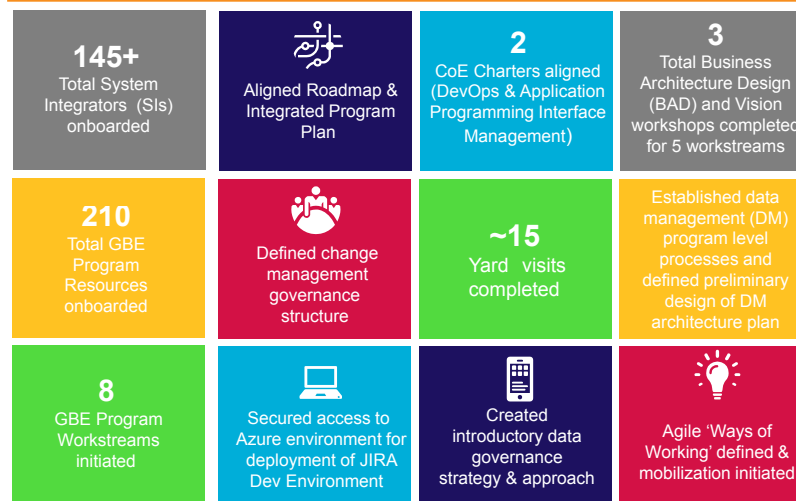 145+
Total System
Integrators (SIs)
onboarded
Aligned Roadmap &
Integrated Program
Plan
2
CoE Charters aligned
(DevOps & Application
Programming Interface
Management)
3
Total Business
Architecture Design
(BAD) and Vision
workshops completed
for 5 workstreams
210
Total GBE
Program
Resources
onboarded
Defined change
management
governance
structure
~15
Yard visits
completed
Established data
management (DM)
program level
processes and
defined preliminary
design of DM
architecture plan
8
GBE Program
Workstreams
initiated
Secured access to
Azure environment for
deployment of JIRA
Dev Environment
Created
introductory data
governance
strategy & approach
Agile ‘Ways of
Working’ defined &
mobilization initiated